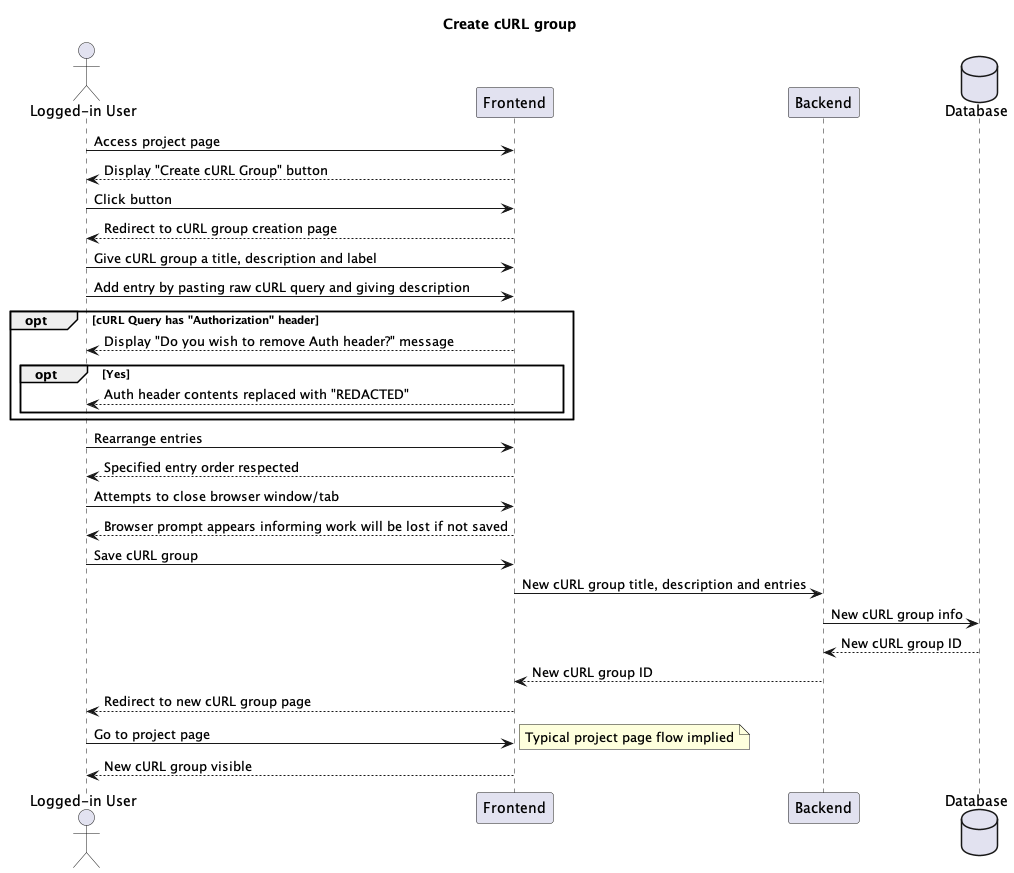 Create cURL group
Logged-in User
Frontend
Backend
Database
Access project page
Display "Create cURL Group" button
Click button
Redirect to cURL group creation page
Give cURL group a title, description and label
Add entry by pasting raw cURL query and giving description
opt [cURL Query has "Authorization" header]
Display "Do you wish to remove Auth header?" message
opt [Yes]
Auth header contents replaced with "REDACTED"
Rearrange entries
Specified entry order respected
Attempts to close browser window/tab
Browser prompt appears informing work will be lost if not saved
Save cURL group
New cURL group title, description and entries
New cURL group info
New cURL group ID
New cURL group ID
Redirect to new cURL group page
Go to project page
Typical project page flow implied
New cURL group visible
Logged-in User
Frontend
Backend
Database